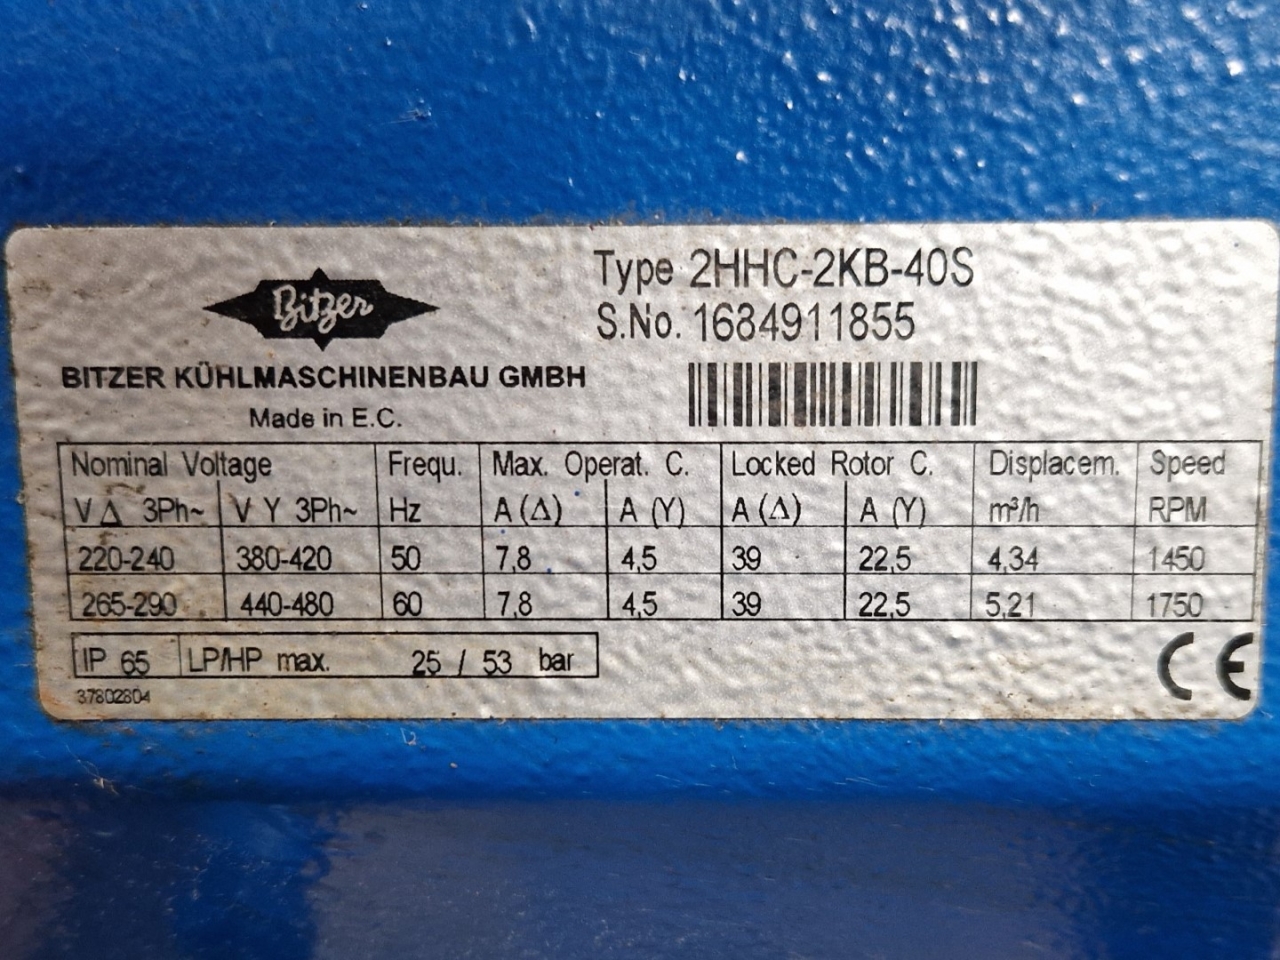 Bitzer
Type 2HHC-2KB-40S
S.No. 1684911855
BITZER KÜHLMASCHINENBAU GMBH
Made in E.C.
Nominal Voltage Frequ. Max. Operat. C. Locked Rotor C. Displacem. Speed
V Δ 3Ph~ V Y 3Ph~ Hz A (Δ) A (Y) A (Δ) A (Y) m³/h RPM
220-240 380-420 50 7,8 4,5 39 22,5 4,34 1450
265-290 440-480 60 7,8 4,5 39 22,5 5,21 1750
IP 65 LP/HP max. 25 / 53 bar
37802804
CE